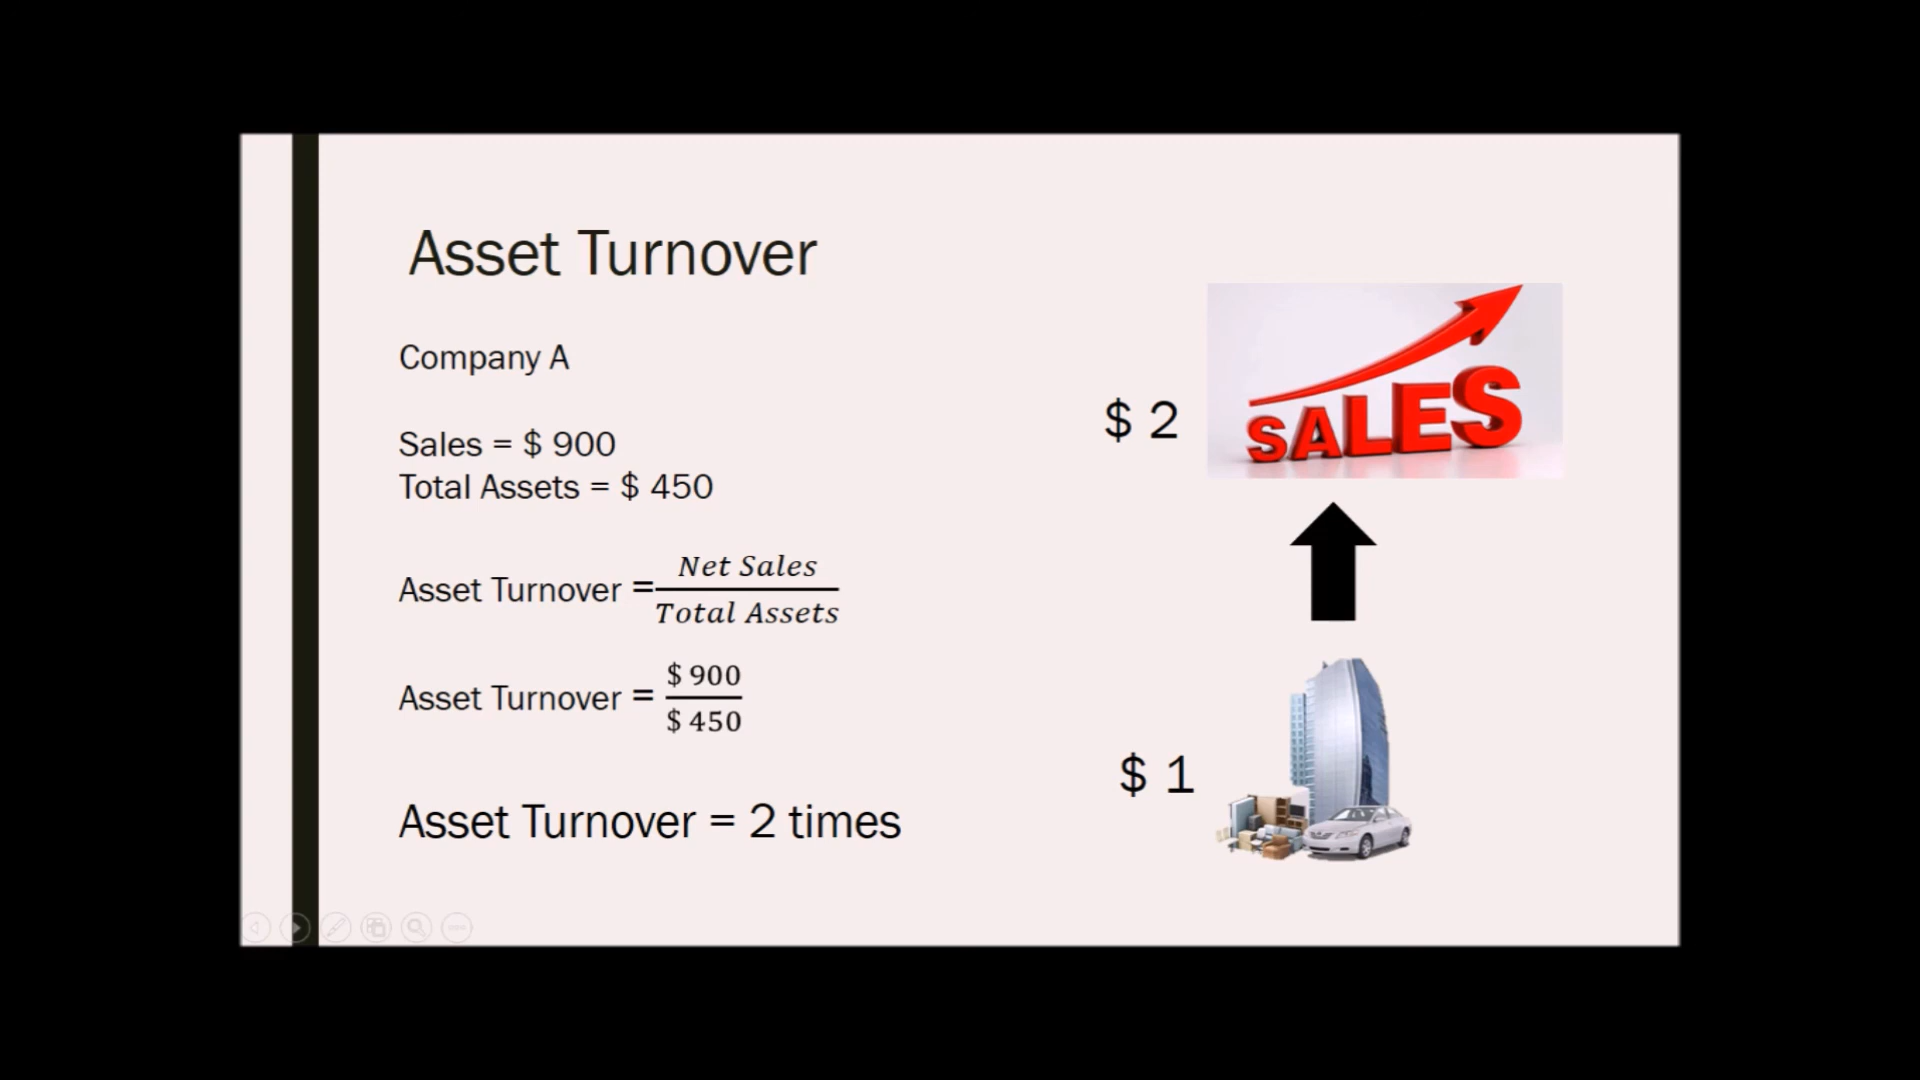 Asset Turnover
Company A
Sales = $ 900
Total Assets = $ 450
Asset Turnover = Net Sales / Total Assets
Asset Turnover = $ 900 / $ 450
Asset Turnover = 2 times
$ 2
SALES
$ 1